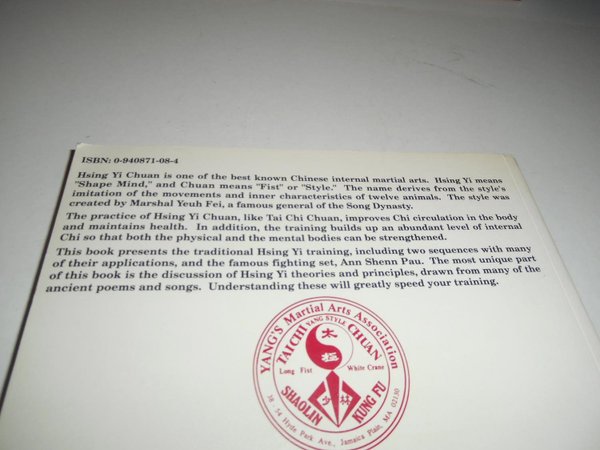 ISBN: 0-940871-08-4
Hsing Yi Chuan is one of the best known Chinese internal martial arts. Hsing Yi means
"Shape Mind," and Chuan means "Fist" or "Style." The name derives from the style's
imitation of the movements and inner characteristics of twelve animals. The style was
created by Marshal Yeuh Fei, a famous general of the Song Dynasty.
The practice of Hsing Yi Chuan, like Tai Chi Chuan, improves Chi circulation in the body
and maintains health. In addition, the training builds up an abundant level of internal
Chi so that both the physical and the mental bodies can be strengthened.
This book presents the traditional Hsing Yi training, including two sequences with many
of their applications, and the famous fighting set, Ann Shenn Pau. The most unique part
of this book is the discussion of Hsing Yi theories and principles, drawn from many of the
ancient poems and songs. Understanding these will greatly speed your training.
YANG'S Martial Arts Association
TAI CHI YANG STYLE CHUAN
太極
Long Fist White Crane
少林
SHAOLIN KUNG FU
38 - 54 Hyde Park Ave., Jamaica Plain, MA 02130